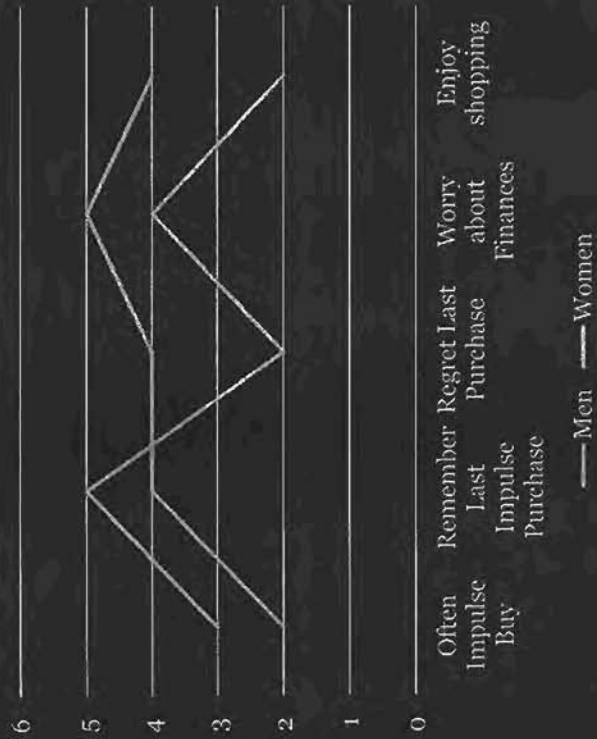 6
5
4
3
2
1
0
Often
Impulse
Buy
Remember
Last
Impulse
Purchase
Regret Last
Purchase
Worry
about
Finances
Enjoy
shopping
Men
Women